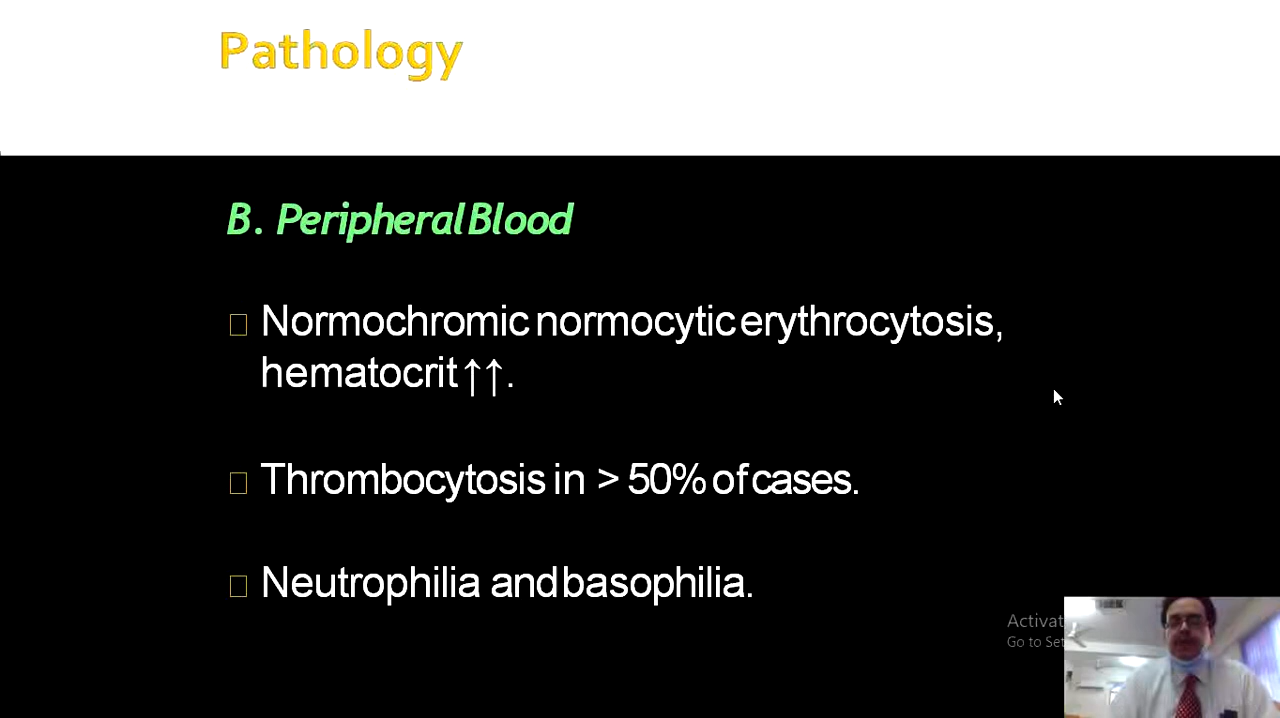 Pathology
B. Peripheral Blood
Normochromic normocytic erythrocytosis,
hematocrit ↑↑.
Thrombocytosis in > 50% of cases.
Neutrophilia and basophilia.
Activat
Go to Set